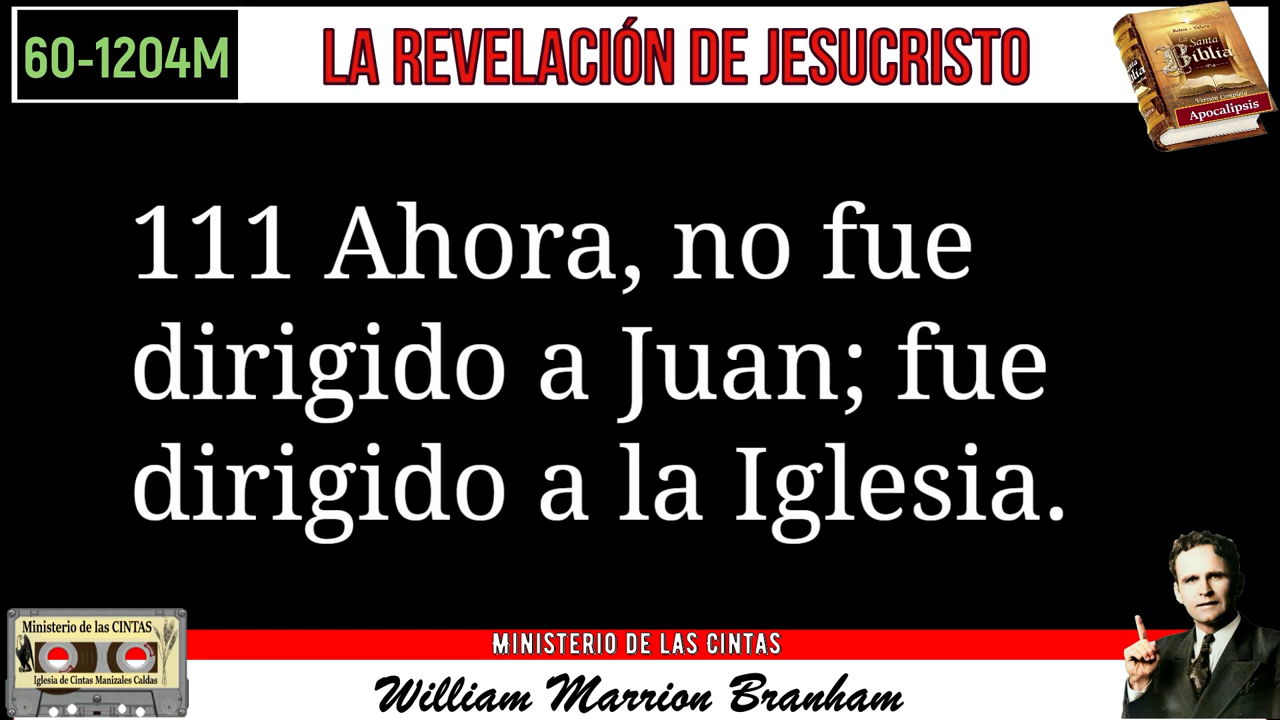 60-1204M
LA REVELACIÓN DE JESUCRISTO
La Santa
Biblia
Apocalipsis
111 Ahora, no fue
dirigido a Juan; fue
dirigido a la Iglesia.
Ministerio de las CINTAS
Iglesia de Cintas Manizales Caldas
MINISTERIO DE LAS CINTAS
William Marrion Branham